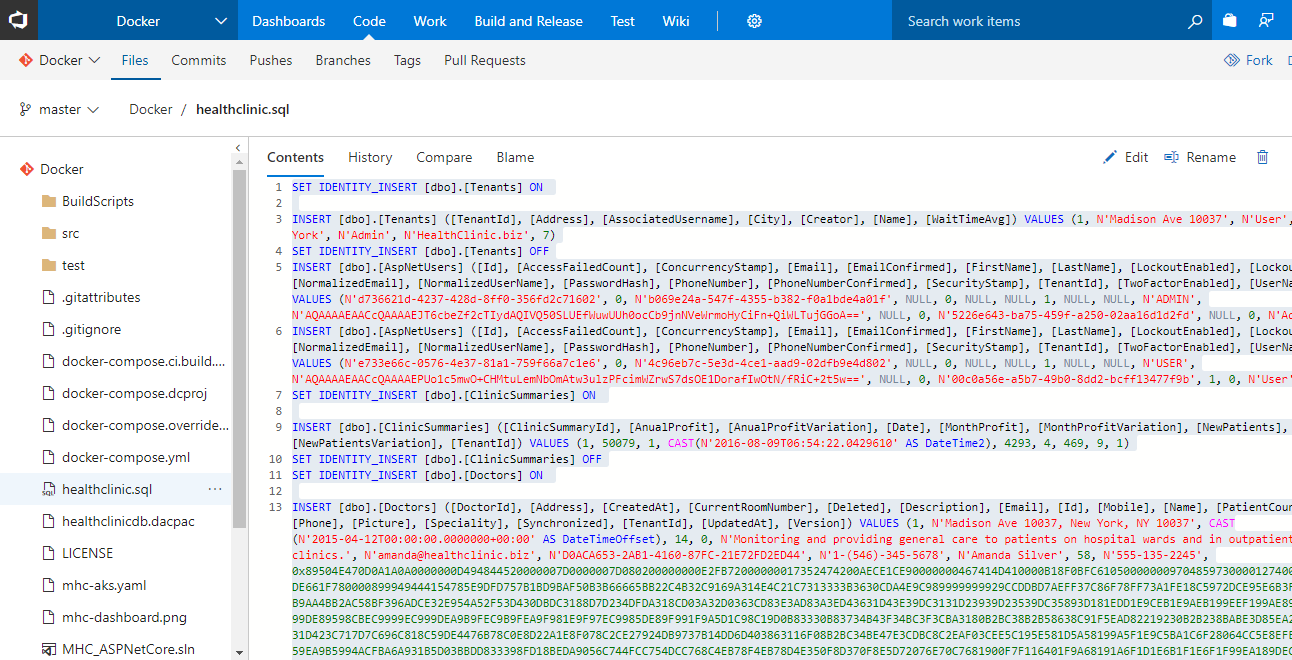 Docker Dashboards Code Work Build and Release Test Wiki Search work items
Docker Files Commits Pushes Branches Tags Pull Requests Fork
master Docker / healthclinic.sql
Docker
BuildScripts
src
test
.gitattributes
.gitignore
docker-compose.ci.build....
docker-compose.dcproj
docker-compose.override...
docker-compose.yml
healthclinic.sql ...
healthclinicdb.dacpac
LICENSE
mhc-aks.yaml
mhc-dashboard.png
MHC_ASPNetCore.sln
Contents History Compare Blame Edit Rename
1 SET IDENTITY_INSERT [dbo].[Tenants] ON
2
3 INSERT [dbo].[Tenants] ([TenantId], [Address], [AssociatedUsername], [City], [Creator], [Name], [WaitTimeAvg]) VALUES (1, N'Madison Ave 10037', N'User',
York', N'Admin', N'HealthClinic.biz', 7)
4 SET IDENTITY_INSERT [dbo].[Tenants] OFF
5 INSERT [dbo].[AspNetUsers] ([Id], [AccessFailedCount], [ConcurrencyStamp], [Email], [EmailConfirmed], [FirstName], [LastName], [LockoutEnabled], [Locko
[NormalizedEmail], [NormalizedUserName], [PasswordHash], [PhoneNumber], [PhoneNumberConfirmed], [SecurityStamp], [TenantId], [TwoFactorEnabled], [UserNa
VALUES (N'd736621d-4237-428d-8ff0-356fd2c71602', 0, N'b069e24a-547f-4355-b382-f0a1bde4a01f', NULL, 0, NULL, NULL, 1, NULL, NULL, N'ADMIN',
NULL, 0, N'5226e643-ba75-459f-a250-02aa16d1d2fd', NULL, 0, N'Ad
6 INSERT [dbo].[AspNetUsers] ([Id], [AccessFailedCount], [ConcurrencyStamp], [Email], [EmailConfirmed], [FirstName], [LastName], [LockoutEnabled], [Locko
[NormalizedEmail], [NormalizedUserName], [PasswordHash], [PhoneNumber], [PhoneNumberConfirmed], [SecurityStamp], [TenantId], [TwoFactorEnabled], [UserNa
VALUES (N'e733e66c-0576-4e37-81a1-759f66a7c1e6', 0, N'4c96eb7c-5e3d-4ce1-aad9-02dfb9e4d802', NULL, 0, NULL, NULL, 1, NULL, NULL, N'USER',
NULL, 0, N'00c0a56e-a5b7-49b0-8dd2-bcff13477f9b', 1, 0, N'User'
7 SET IDENTITY_INSERT [dbo].[ClinicSummaries] ON
8
9 INSERT [dbo].[ClinicSummaries] ([ClinicSummaryId], [AnualProfit], [AnualProfitVariation], [Date], [MonthProfit], [MonthProfitVariation], [NewPatients],
[NewPatientsVariation], [TenantId]) VALUES (1, 50079, 1, CAST(N'2016-08-09T06:54:22.0429610' AS DateTime2), 4293, 4, 469, 9, 1)
10 SET IDENTITY_INSERT [dbo].[ClinicSummaries] OFF
11 SET IDENTITY_INSERT [dbo].[Doctors] ON
12
13 INSERT [dbo].[Doctors] ([DoctorId], [Address], [CreatedAt], [CurrentRoomNumber], [Deleted], [Description], [Email], [Id], [Mobile], [Name], [PatientCou
[Phone], [Picture], [Speciality], [Synchronized], [TenantId], [UpdatedAt], [Version]) VALUES (1, N'Madison Ave 10037, New York, NY 10037', CAST
(N'2015-04-12T00:00:00.0000000+00:00' AS DateTimeOffset), 14, 0, N'Monitoring and providing general care to patients on hospital wards and in outpatient
clinics.', N'amanda@healthclinic.biz', N'D0ACA653-2AB1-4160-87FC-21E72FD2ED44', N'1-(546)-345-5678', N'Amanda Silver', 58, N'555-135-2245',